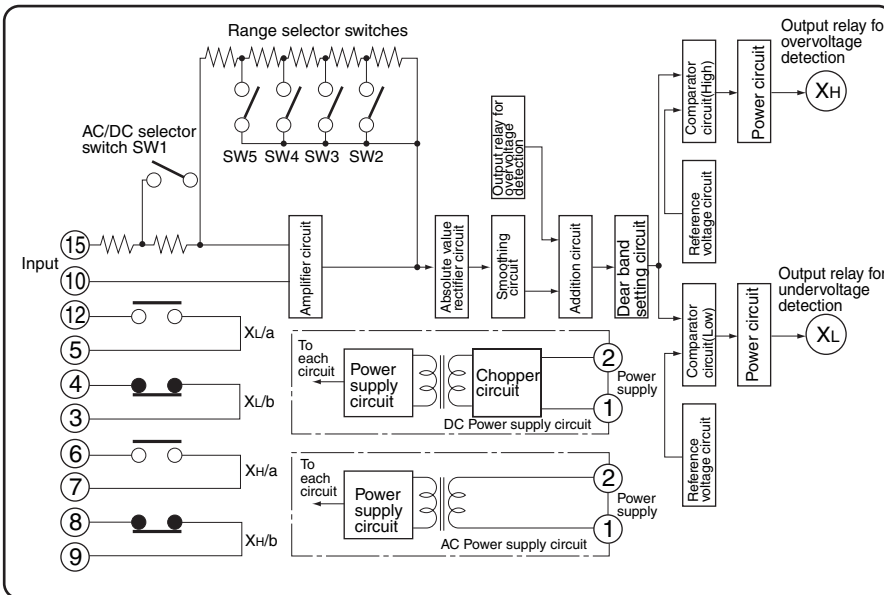 Range selector switches
AC/DC selector
switch SW1
SW5 SW4 SW3 SW2
Input
15
10
12
5
4
3
6
7
8
9
XL/a
XL/b
XH/a
XH/b
Amplifier circuit
Absolute value
rectifier circuit
Smoothing
circuit
Output relay for
overvoltage
detection
Addition circuit
Dear band
setting circuit
Comparator
circuit(High)
Power circuit
Output relay fo
overvoltage
detection
XH
Reference
voltage circuit
Comparator
circuit(Low)
Power circuit
Output relay for
undervoltage
detection
XL
Reference
voltage circuit
To
each
circuit
Power
supply
circuit
Chopper
circuit
2
Power
supply
1
DC Power supply circuit
To
each
circuit
Power
supply
circuit
2
Power
supply
1
AC Power supply circuit